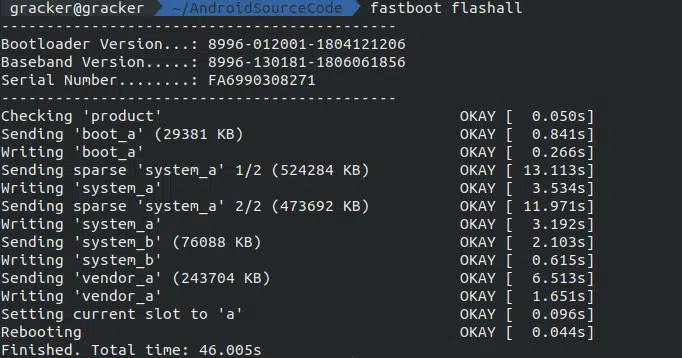 gracker@gracker ~/AndroidSourceCode fastboot flashall
-----------------------------------------------
Bootloader Version...: 8996-012001-1804121206
Baseband Version.....: 8996-130181-1806061856
Serial Number........: FA6990308271
-----------------------------------------------
Checking 'product' OKAY [ 0.050s]
Sending 'boot_a' (29381 KB) OKAY [ 0.841s]
Writing 'boot_a' OKAY [ 0.266s]
Sending sparse 'system_a' 1/2 (524284 KB) OKAY [ 13.113s]
Writing 'system_a' OKAY [ 3.534s]
Sending sparse 'system_a' 2/2 (473692 KB) OKAY [ 11.971s]
Writing 'system_a' OKAY [ 3.192s]
Sending 'system_b' (76088 KB) OKAY [ 2.103s]
Writing 'system_b' OKAY [ 0.615s]
Sending 'vendor_a' (243704 KB) OKAY [ 6.513s]
Writing 'vendor_a' OKAY [ 1.651s]
Setting current slot to 'a' OKAY [ 0.096s]
Rebooting OKAY [ 0.044s]
Finished. Total time: 46.005s